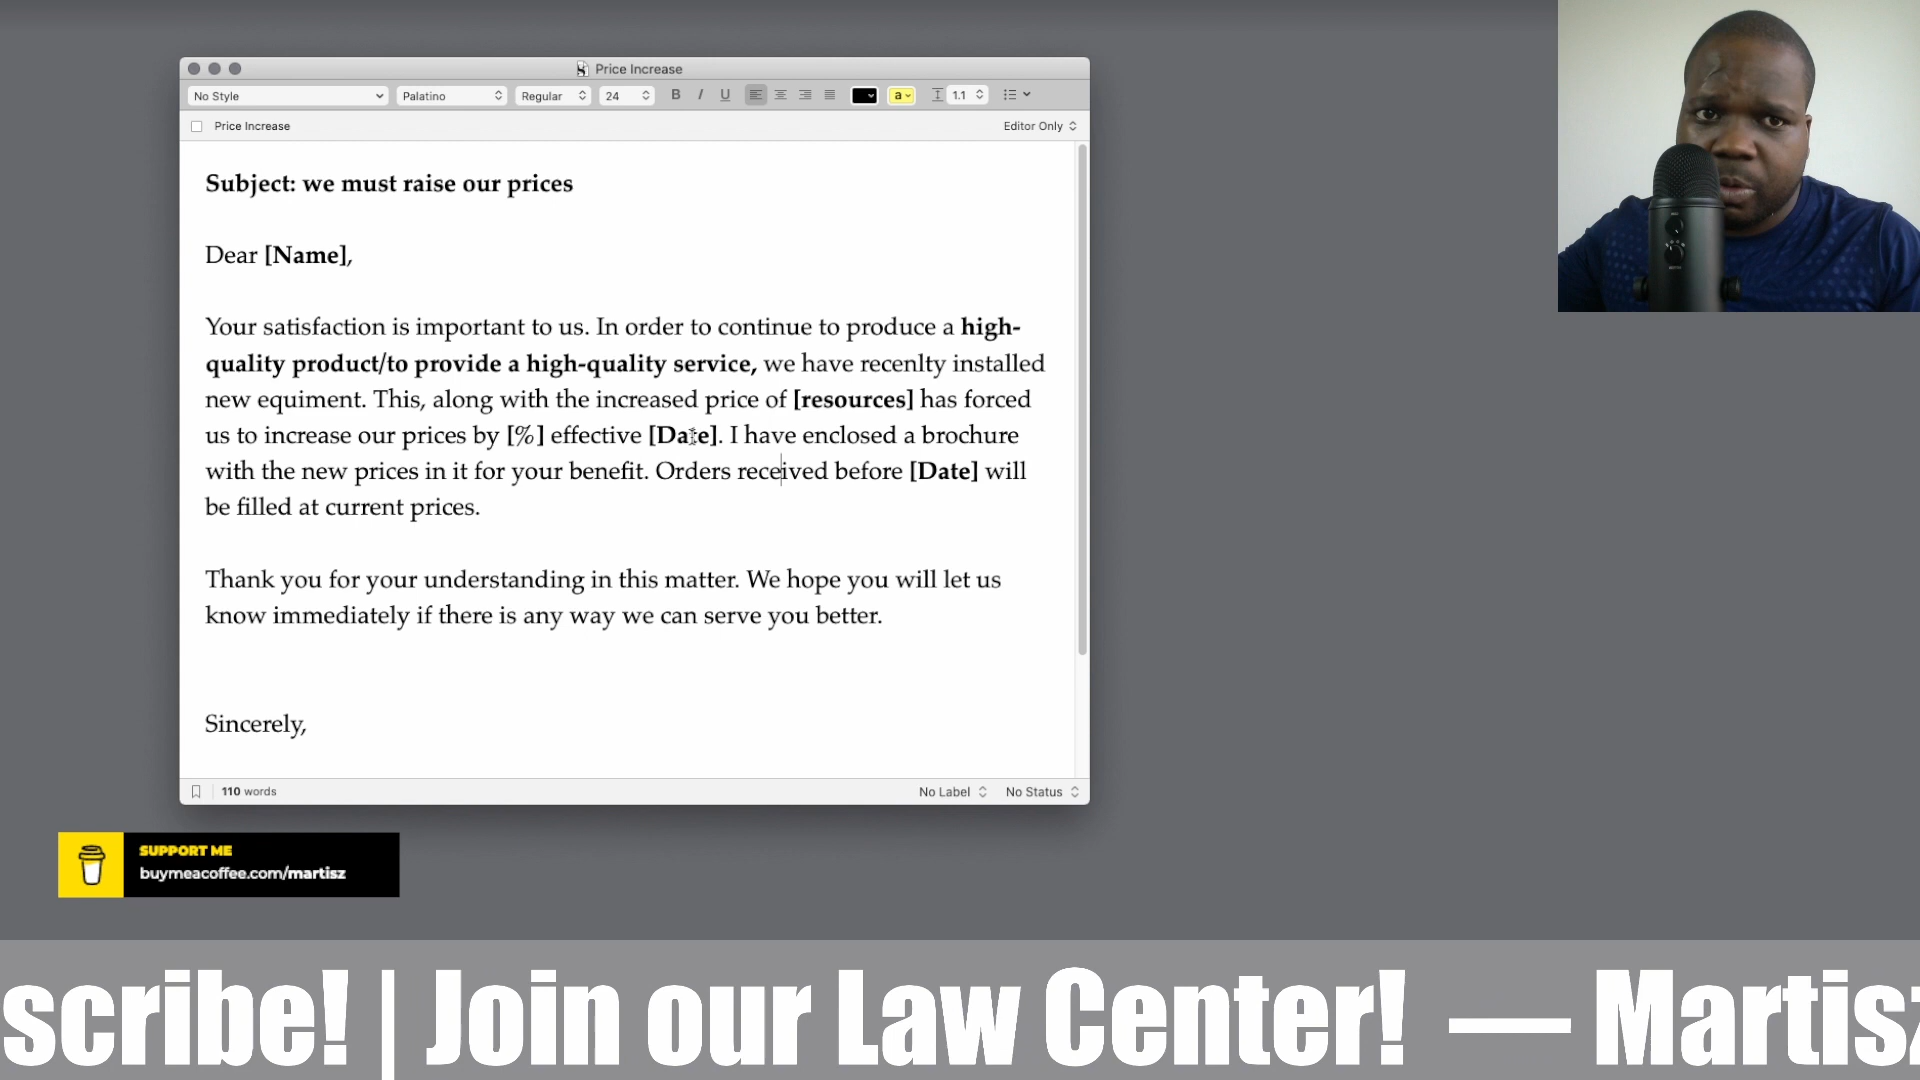 Price Increase
No Style
Palatino
Regular
24
B I U
a
1.1
Price Increase
Editor Only
Subject: we must raise our prices
Dear [Name],
Your satisfaction is important to us. In order to continue to produce a high-
quality product/to provide a high-quality service, we have recenlty installed
new equiment. This, along with the increased price of [resources] has forced
us to increase our prices by [%] effective [Date]. I have enclosed a brochure
with the new prices in it for your benefit. Orders received before [Date] will
be filled at current prices.
Thank you for your understanding in this matter. We hope you will let us
know immediately if there is any way we can serve you better.
Sincerely,
110 words
No Label
No Status
SUPPORT ME
buymeacoffee.com/martisz
scribe! | Join our Law Center! — Martisz